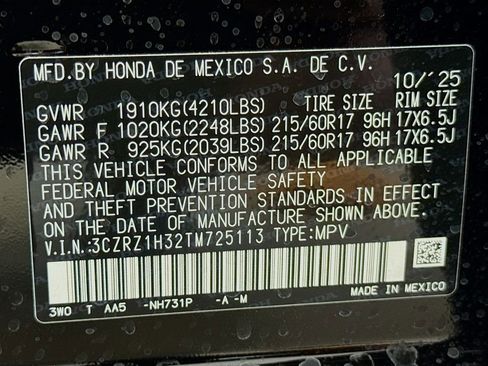 MFD.BY HONDA DE MEXICO S.A. DE C.V.
10/'25
GVWR 1910KG(4210LBS) TIRE SIZE RIM SIZE
GAWR F 1020KG(2248LBS) 215/60R17 96H 17X6.5J
GAWR R 925KG(2039LBS) 215/60R17 96H 17X6.5J
THIS VEHICLE CONFORMS TO ALL APPLICABLE
FEDERAL MOTOR VEHICLE SAFETY
AND THEFT PREVENTION STANDARDS IN EFFECT
ON THE DATE OF MANUFACTURE SHOWN ABOVE.
V.I.N:3CZRZ1H32TM725113 TYPE:MPV
3W0 T AA5 -NH731P -A -M
MADE IN MEXICO